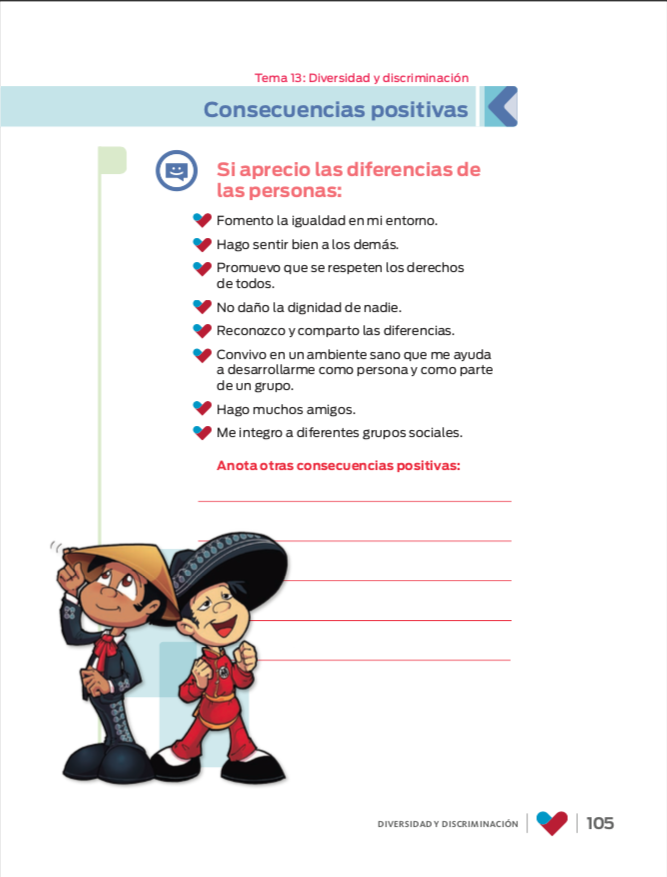 Tema 13: Diversidad y discriminación
Consecuencias positivas
Si aprecio las diferencias de
las personas:
Fomento la igualdad en mi entorno.
Hago sentir bien a los demás.
Promuevo que se respeten los derechos
de todos.
No daño la dignidad de nadie.
Reconozco y comparto las diferencias.
Convivo en un ambiente sano que me ayuda
a desarrollarme como persona y como parte
de un grupo.
Hago muchos amigos.
Me integro a diferentes grupos sociales.
Anota otras consecuencias positivas:
DIVERSIDAD Y DISCRIMINACIÓN
105